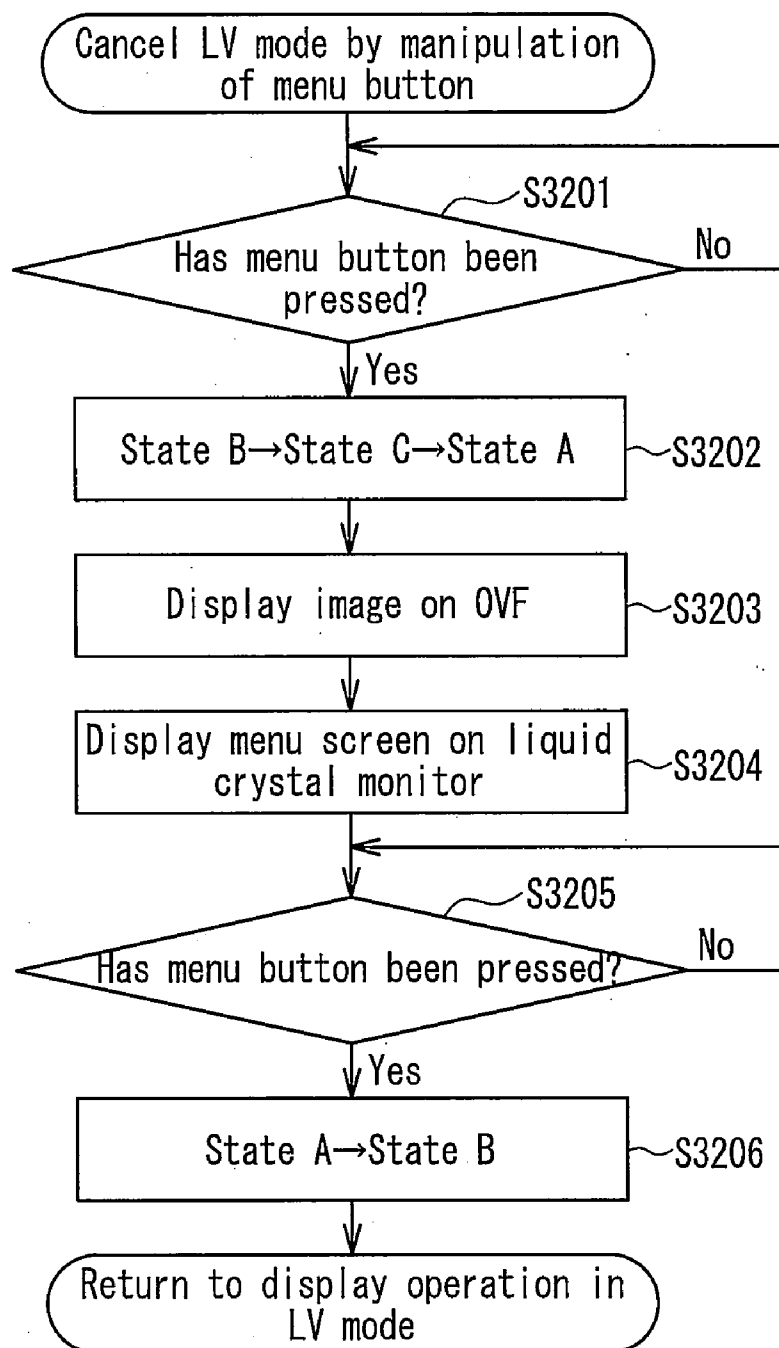 Cancel LV mode by manipulation
of menu button
S3201
Has menu button been
pressed?
No
Yes
State B→State C→State A
S3202
Display image on OVF
S3203
Display menu screen on liquid
crystal monitor
S3204
S3205
Has menu button been pressed?
No
Yes
State A→State B
S3206
Return to display operation in
LV mode